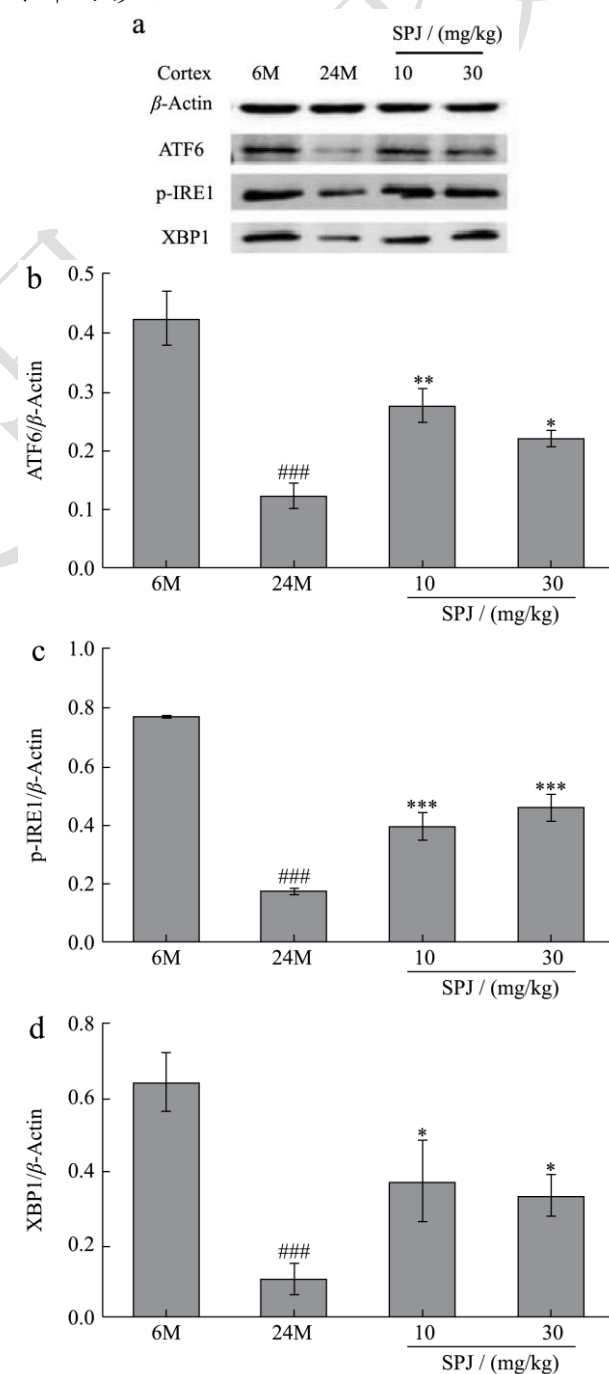 a
SPJ / (mg/kg)
Cortex 6M 24M 10 30
β-Actin
ATF6
p-IRE1
XBP1
b
ATF6/β-Actin
0.5
0.4
0.3
0.2
0.1
0.0
###
**
*
6M 24M 10 30
SPJ / (mg/kg)
c
p-IRE1/β-Actin
1.0
0.8
0.6
0.4
0.2
0.0
###
***
***
6M 24M 10 30
SPJ / (mg/kg)
d
XBP1/β-Actin
0.8
0.6
0.4
0.2
0.0
###
*
*
6M 24M 10 30
SPJ / (mg/kg)